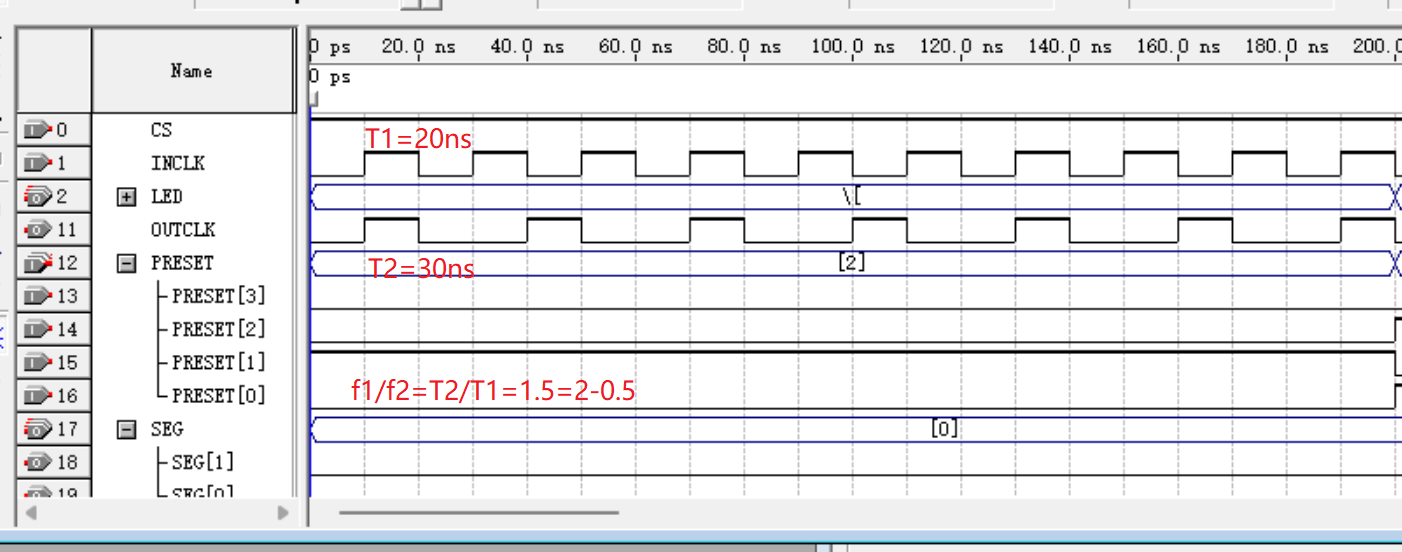 0 ps 20.0 ns 40.0 ns 60.0 ns 80.0 ns 100.0 ns 120.0 ns 140.0 ns 160.0 ns 180.0 ns 200.0
Name
0 ps
0 CS
T1=20ns
1 INCLK
2 LED \[
11 OUTCLK
12 PRESET [2]
T2=30ns
13 PRESET[3]
14 PRESET[2]
15 PRESET[1]
16 PRESET[0]
f1/f2=T2/T1=1.5=2-0.5
17 SEG [0]
18 SEG[1]
19 SEG[0]